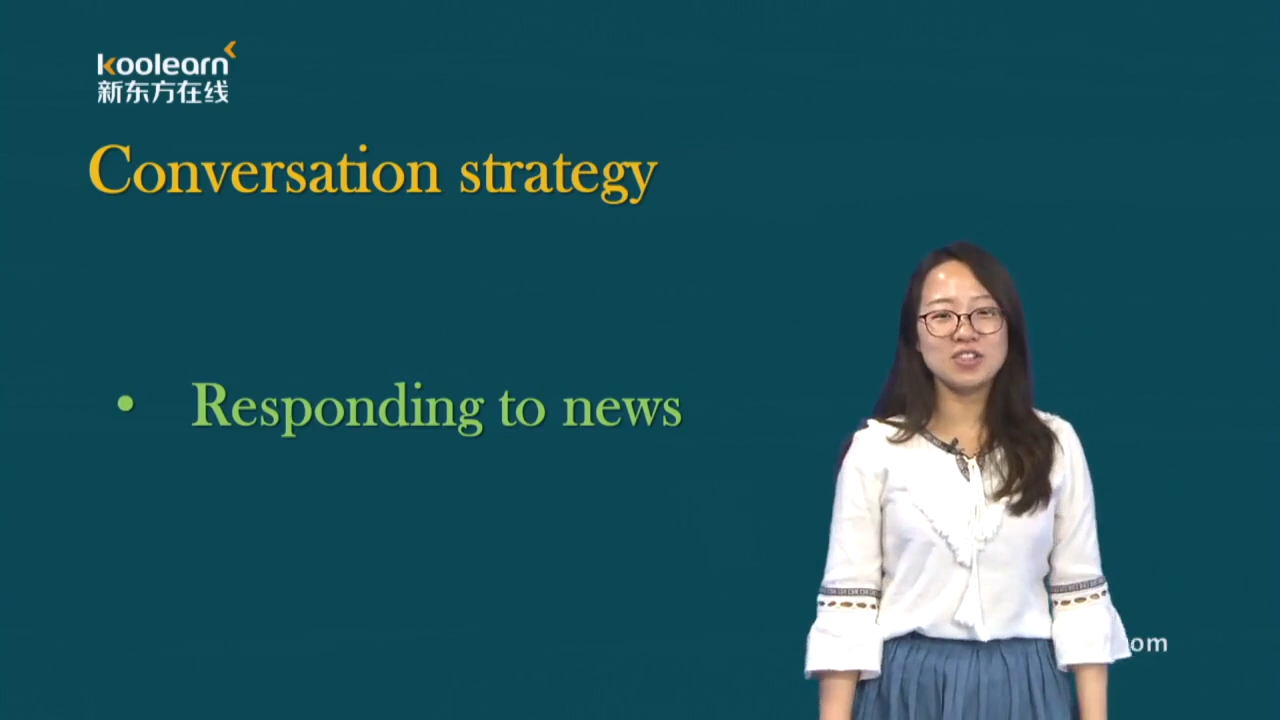 koolearn
新东方在线
Conversation strategy
• Responding to news
om